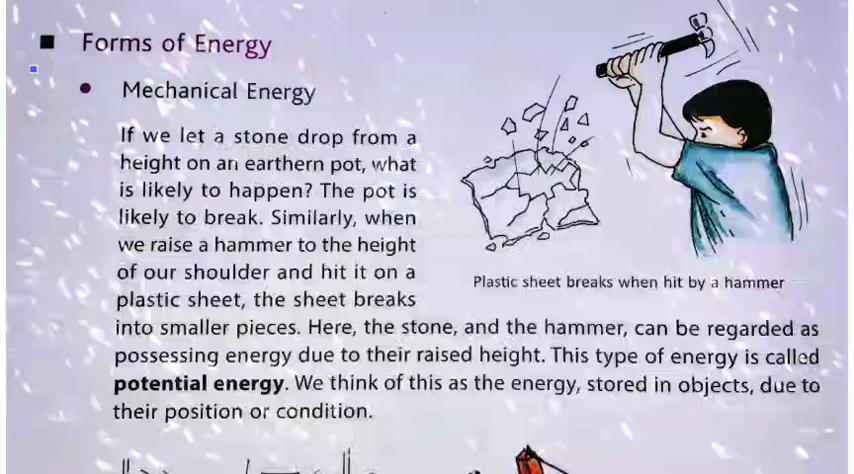 Forms of Energy
Mechanical Energy
If we let a stone drop from a
height on an earthern pot, what
is likely to happen? The pot is
likely to break. Similarly, when
we raise a hammer to the height
of our shoulder and hit it on a
plastic sheet, the sheet breaks
Plastic sheet breaks when hit by a hammer
into smaller pieces. Here, the stone, and the hammer, can be regarded as
possessing energy due to their raised height. This type of energy is called
potential energy. We think of this as the energy, stored in objects, due to
their position or condition.